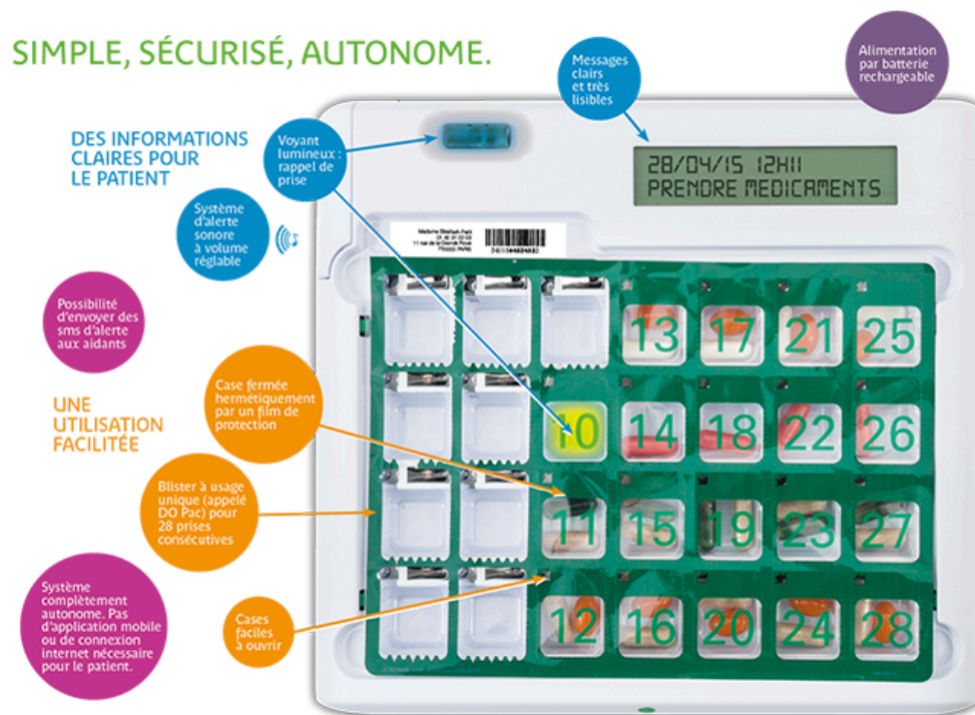 SIMPLE, SÉCURISÉ, AUTONOME.
Messages
clairs
et très
lisibles
Alimentation
par batterie
rechargeable
DES INFORMATIONS
CLAIRES POUR
LE PATIENT
Voyant
lumineux :
rappel de
prise
28/04/15 12H11
PRENDRE MEDICAMENTS
Système
d'alerte
sonore
à volume
réglable
Possibilité
d'envoyer des
sms d'alerte
aux aidants
UNE
UTILISATION
FACILITÉE
Case fermée
hermétiquement
par un film de
protection
Blister à usage
unique (appelé
DO Pac) pour
28 prises
consécutives
Système
complètement
autonome. Pas
d'application mobile
ou de connexion
internet nécessaire
pour le patient.
Cases
faciles
à ouvrir
13 17 21 25
10 14 18 22 26
11 15 19 23 27
12 16 20 24 28